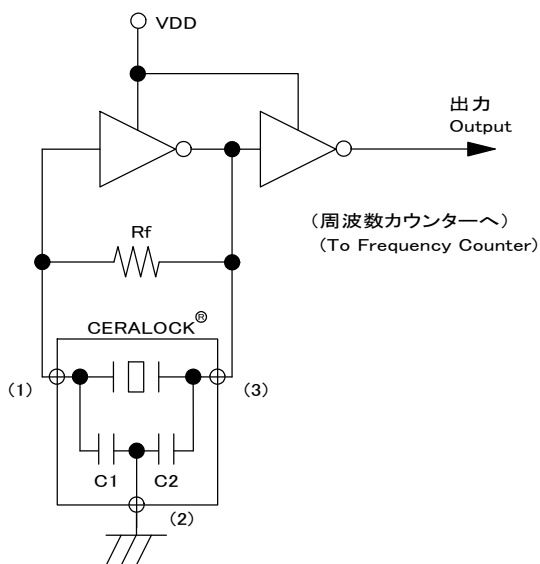 VDD
出力
Output
(周波数カウンターへ)
(To Frequency Counter)
Rf
CERALOCK®
(1)
(3)
C1
C2
(2)